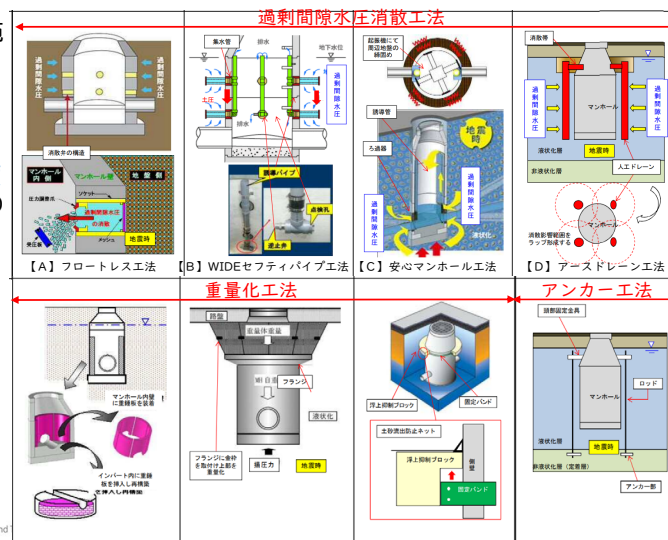 過剰間隙水圧消散工法
過剰間隙水圧
過剰間隙水圧
消散弁の構造
マンホール内側
マンホール壁
地盤側
ソケット
圧力調整爪
過剰間隙水圧の消散
受圧板
メッシュ
地震時
【A】フロートレス工法
集水管
排水
地下水位
土圧
過剰間隙水圧
排水
誘導パイプ
点検孔
逆止弁
【B】WIDEセフティパイプ工法
起振機にて周辺地盤の締固め
誘導管
ろ過器
地震時
過剰間隙水圧
過剰間隙水圧
液状化
【C】安心マンホール工法
消散帯
マンホール
過剰間隙水圧
過剰間隙水圧
液状化層
地震時
人工ドレーン
非液状化層
マンホール
消散影響範囲をラップ形成する
【D】アースドレーン工法
重量化工法
アンカー工法
マンホール内壁に重錘板を装着
インバート内に重錘板を挿入し再構築
路盤
重量体重量
MH自重
フランジ
液状化
フランジに金枠を取付け上部を重量化
揚圧力
地震時
浮上抑制ブロック
固定バンド
土砂流出防止ネット
浮上抑制ブロック
側壁
固定バンド
頭部固定金具
マンホール
ロッド
液状化層
地震時
非液状化層(定着層)
アンカー部